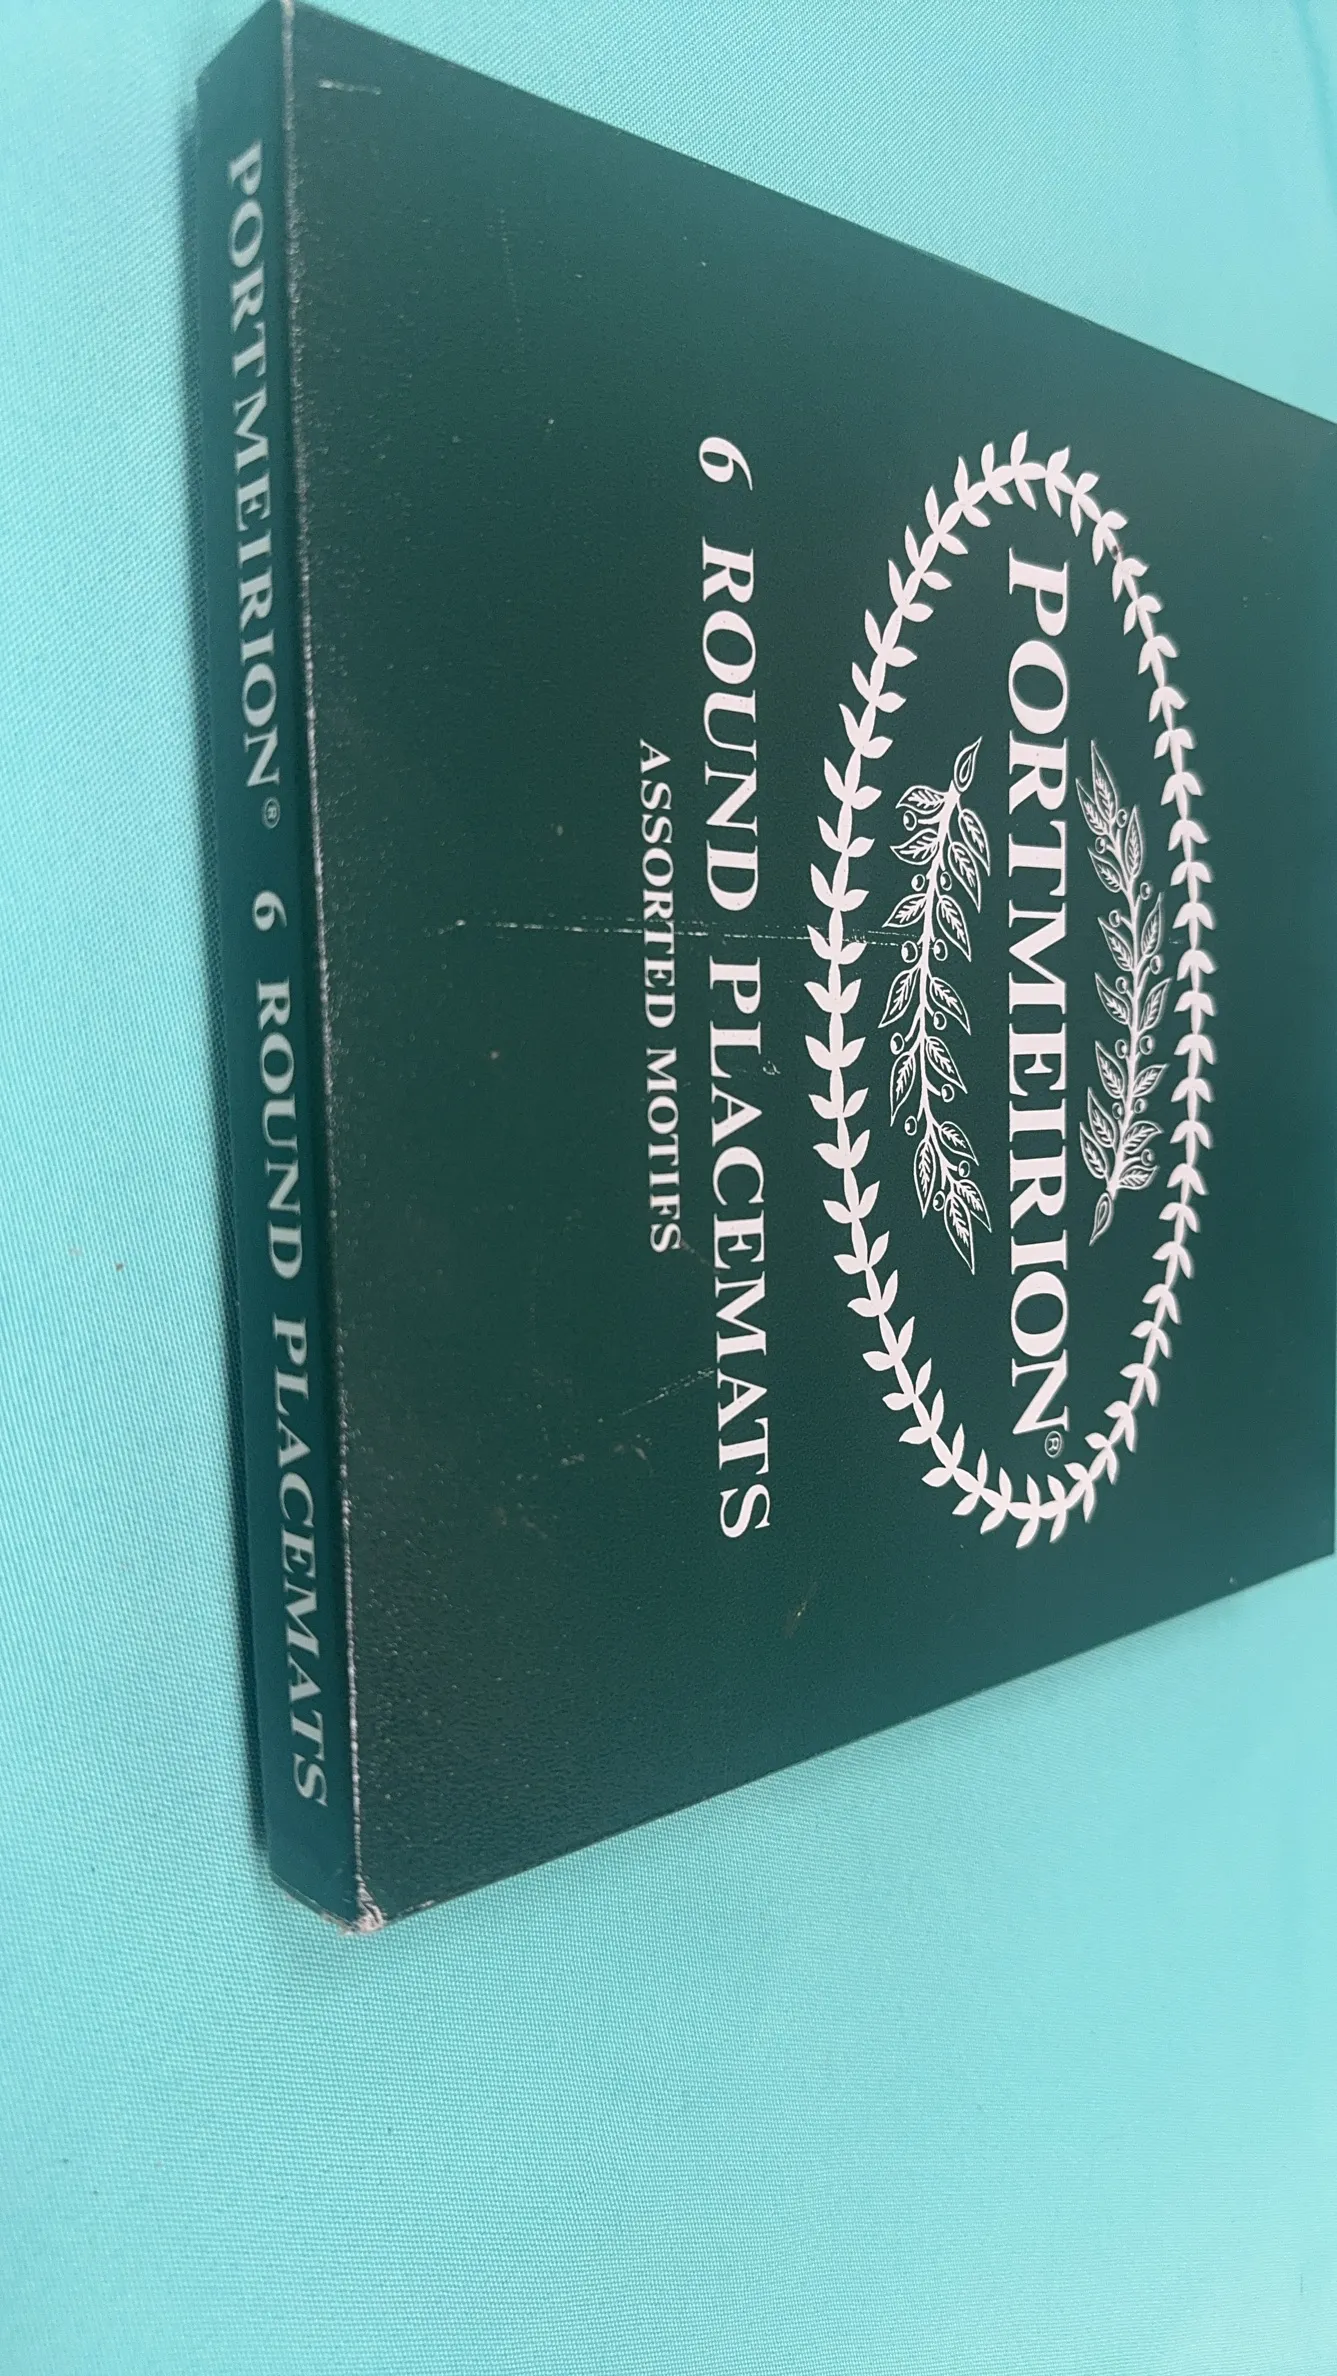 PORTMEIRION®
6 ROUND PLACEMATS
ASSORTED MOTIFS
PORTMEIRION® 6 ROUND PLACEMATS